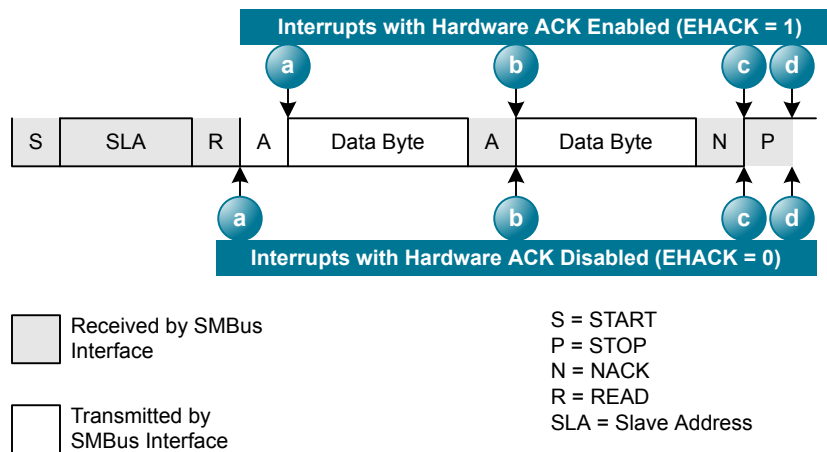 Interrupts with Hardware ACK Enabled (EHACK = 1)
a b c d
S SLA R A Data Byte A Data Byte N P
a b c d
Interrupts with Hardware ACK Disabled (EHACK = 0)
Received by SMBus
Interface
Transmitted by
SMBus Interface
S = START
P = STOP
N = NACK
R = READ
SLA = Slave Address